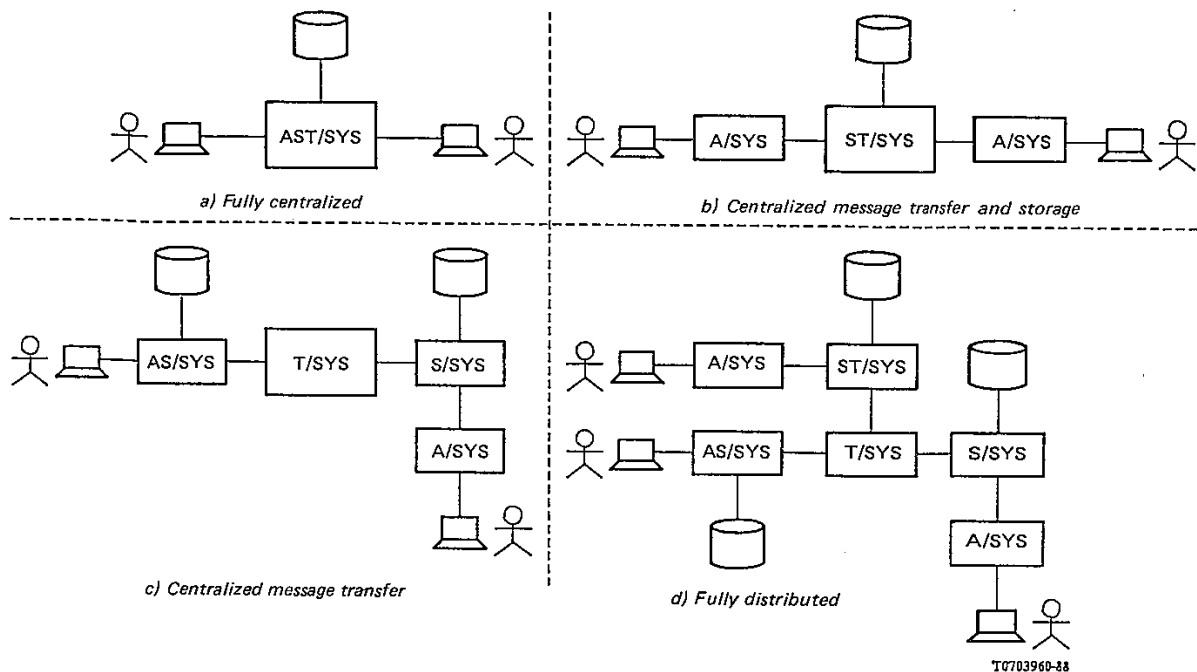 AST/SYS
a) Fully centralized
A/SYS
ST/SYS
A/SYS
b) Centralized message transfer and storage
AS/SYS
T/SYS
S/SYS
A/SYS
c) Centralized message transfer
A/SYS
ST/SYS
AS/SYS
T/SYS
S/SYS
A/SYS
d) Fully distributed
T0703960-88